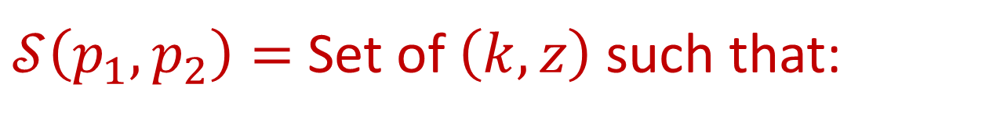 𝒮(p₁, p₂) = Set of (k, z) such that: